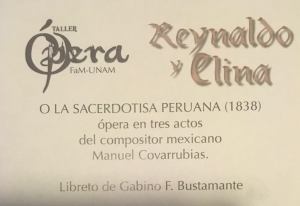 TALLER
Ópera
FaM-UNAM
Reynaldo
y Clina
O LA SACERDOTISA PERUANA (1838)
ópera en tres actos
del compositor mexicano
Manuel Covarrubias.
Libreto de Gabino F. Bustamante